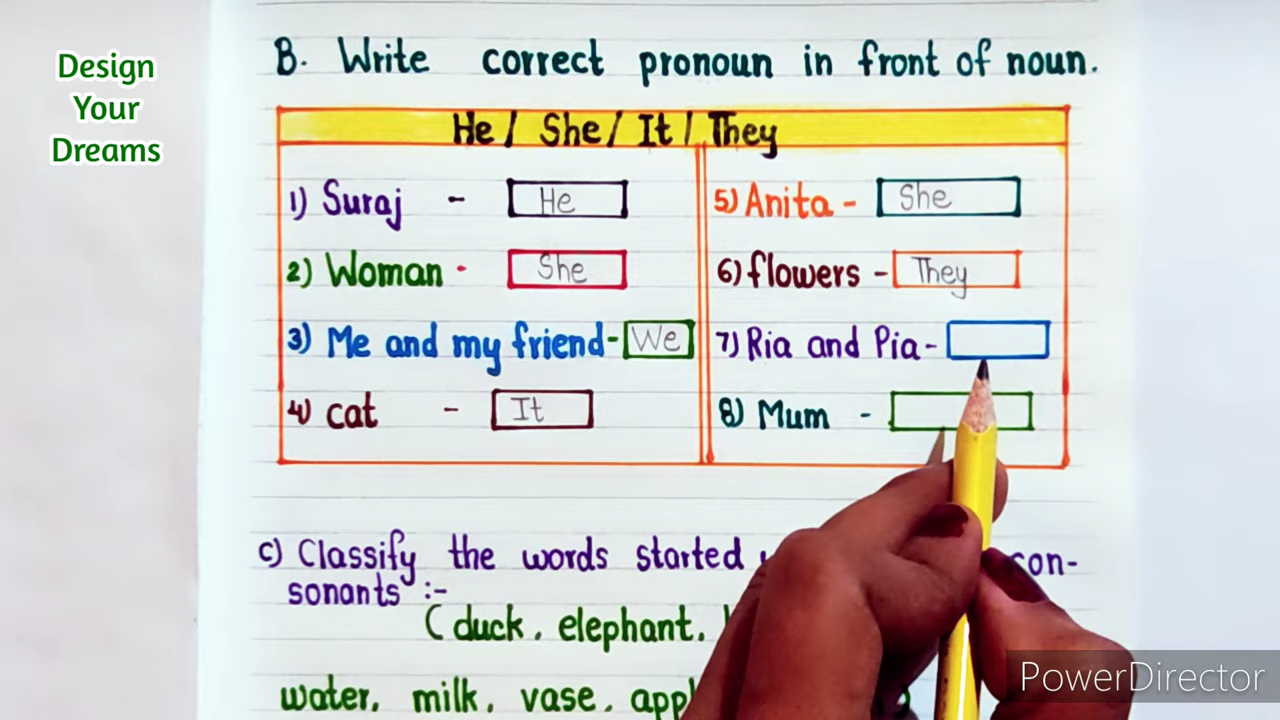 Design
Your
Dreams
B. Write correct pronoun in front of noun.
He / She / It / They
1) Suraj - He
2) Woman - She
3) Me and my friend - We
4) cat - It
5) Anita - She
6) flowers - They
7) Ria and Pia -
8) Mum -
c) Classify the words started con-
sonants :-
( duck, elephant,
water, milk, vase,
PowerDirector